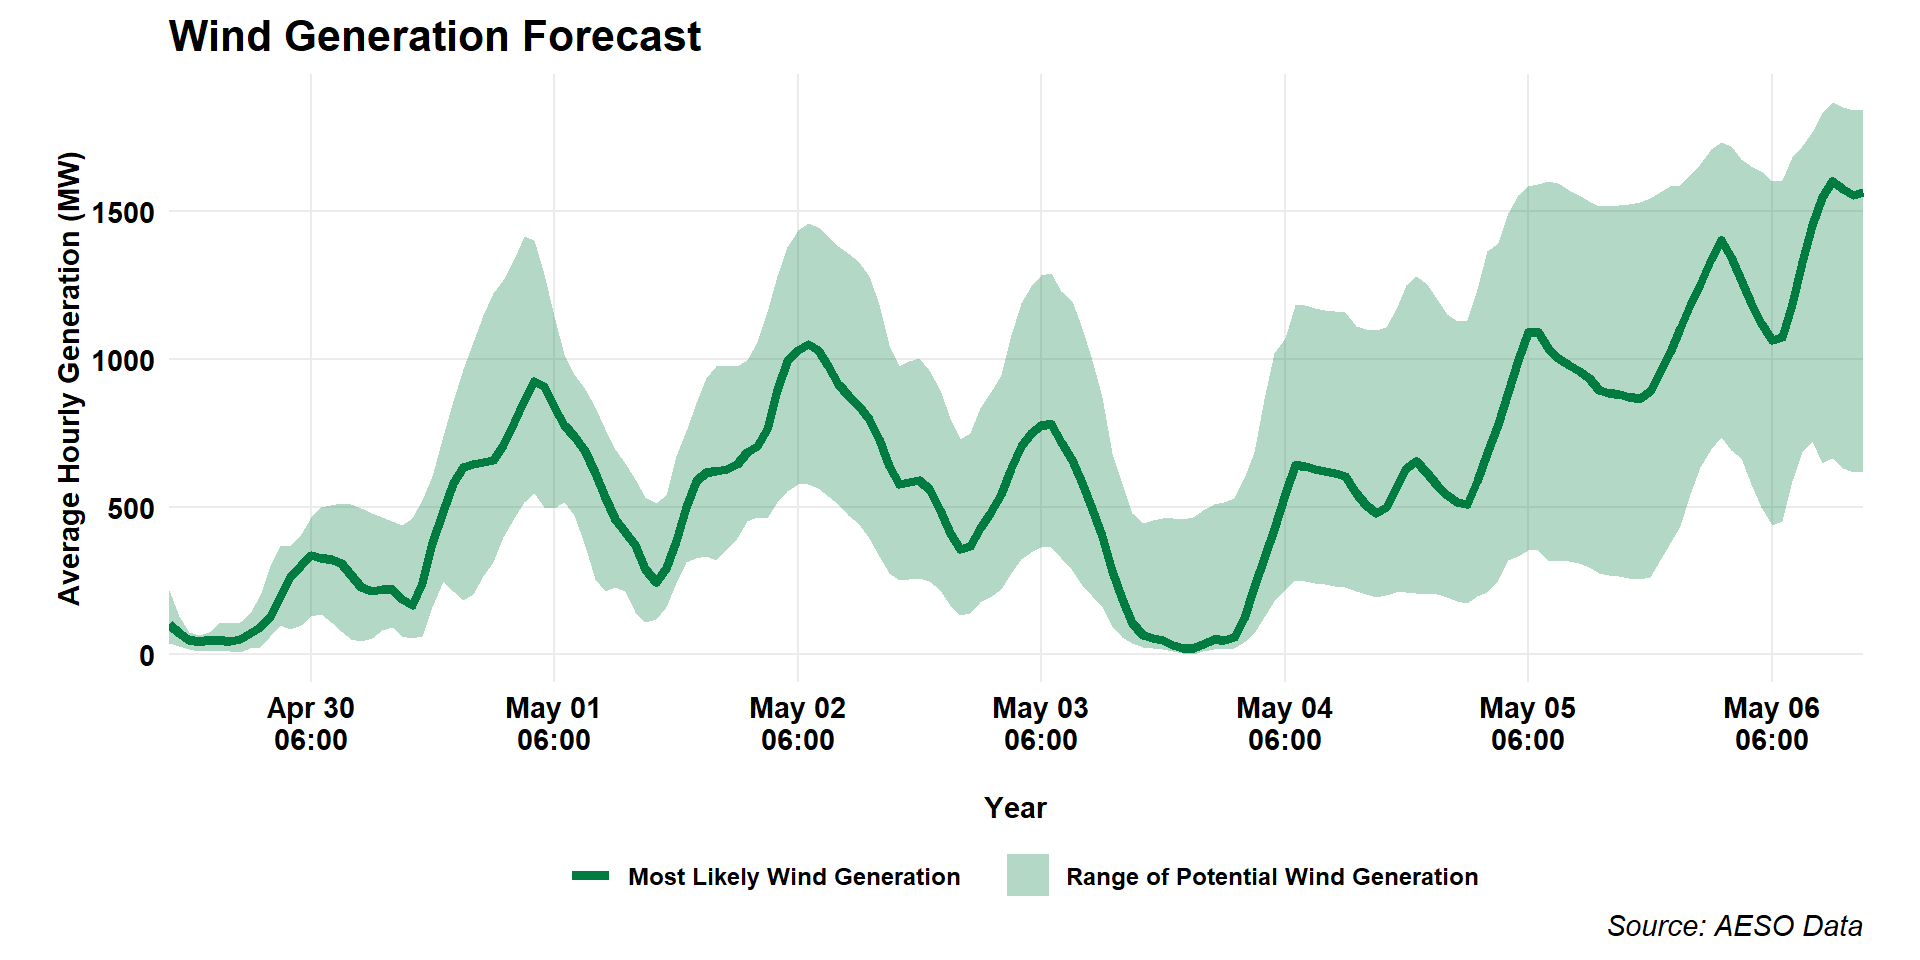 Wind Generation Forecast
Average Hourly Generation (MW)
1500
1000
500
0
Apr 30 May 01 May 02 May 03 May 04 May 05 May 06
06:00 06:00 06:00 06:00 06:00 06:00 06:00
Year
Most Likely Wind Generation Range of Potential Wind Generation
Source: AESO Data